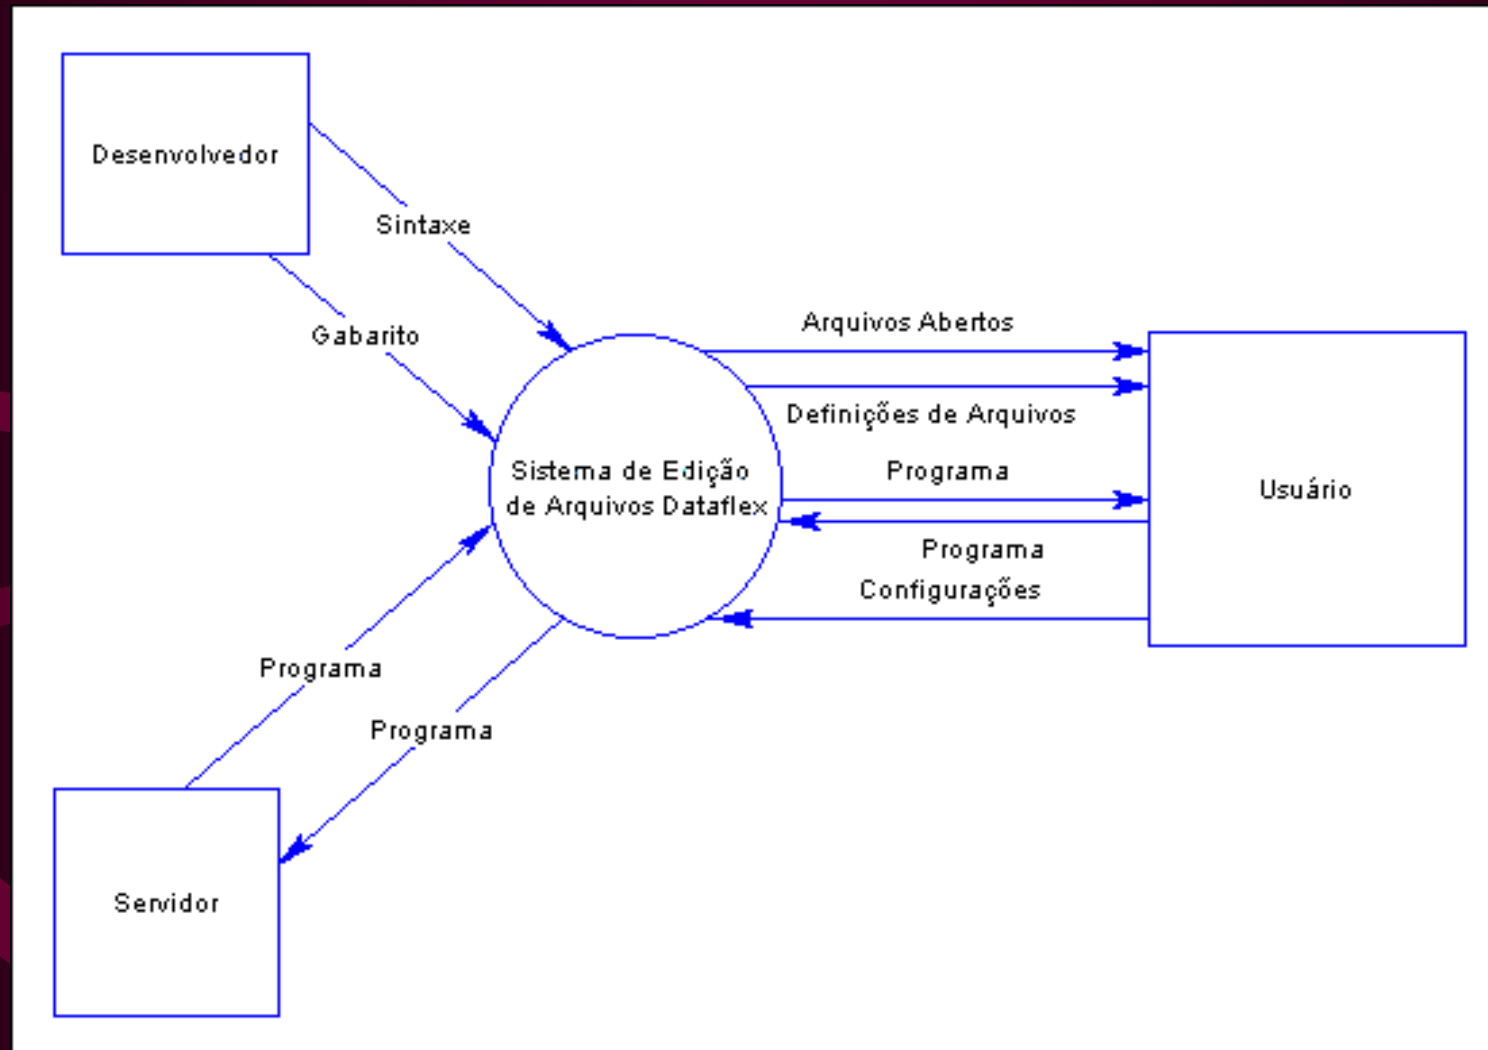 Desenvolvedor
Sintaxe
Gabarito
Arquivos Abertos
Definições de Arquivos
Sistema de Edição
de Arquivos Dataflex
Programa
Usuário
Programa
Configurações
Programa
Programa
Servidor